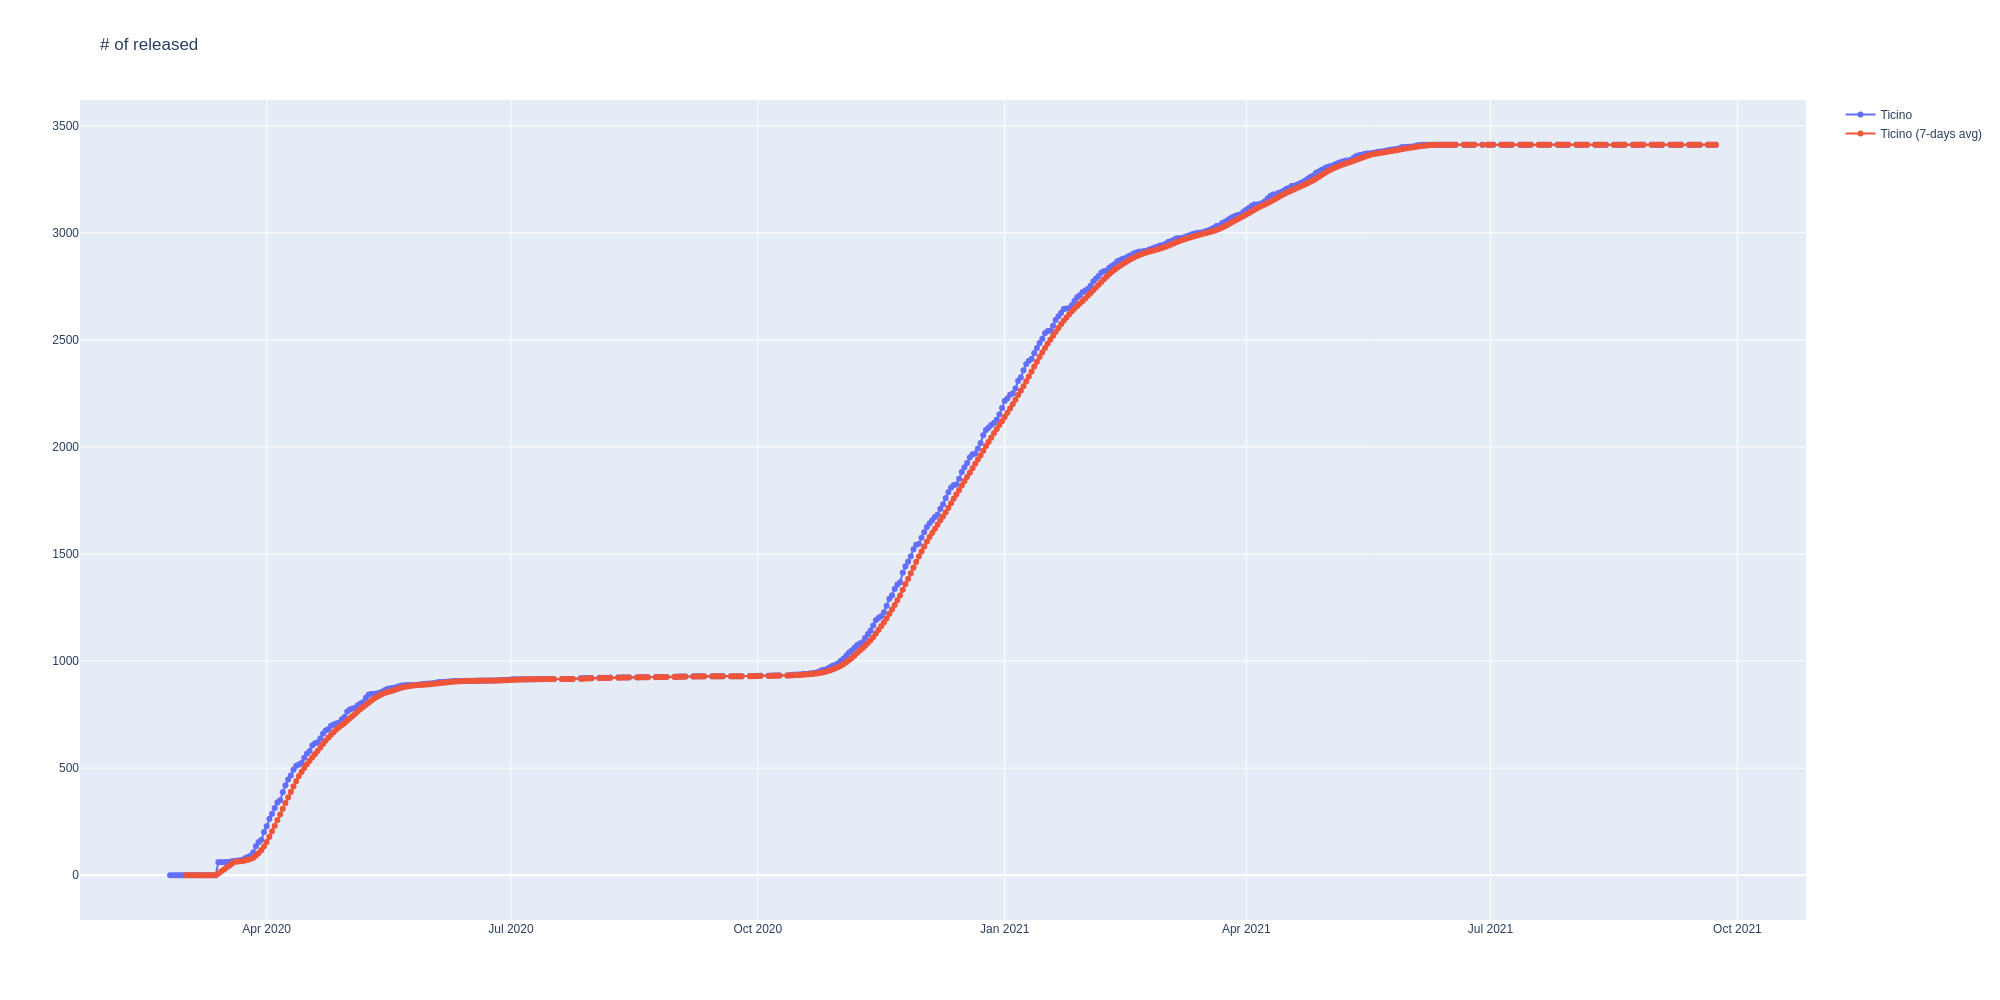 # of released
Ticino
Ticino (7-days avg)
3500
3000
2500
2000
1500
1000
500
0
Apr 2020
Jul 2020
Oct 2020
Jan 2021
Apr 2021
Jul 2021
Oct 2021